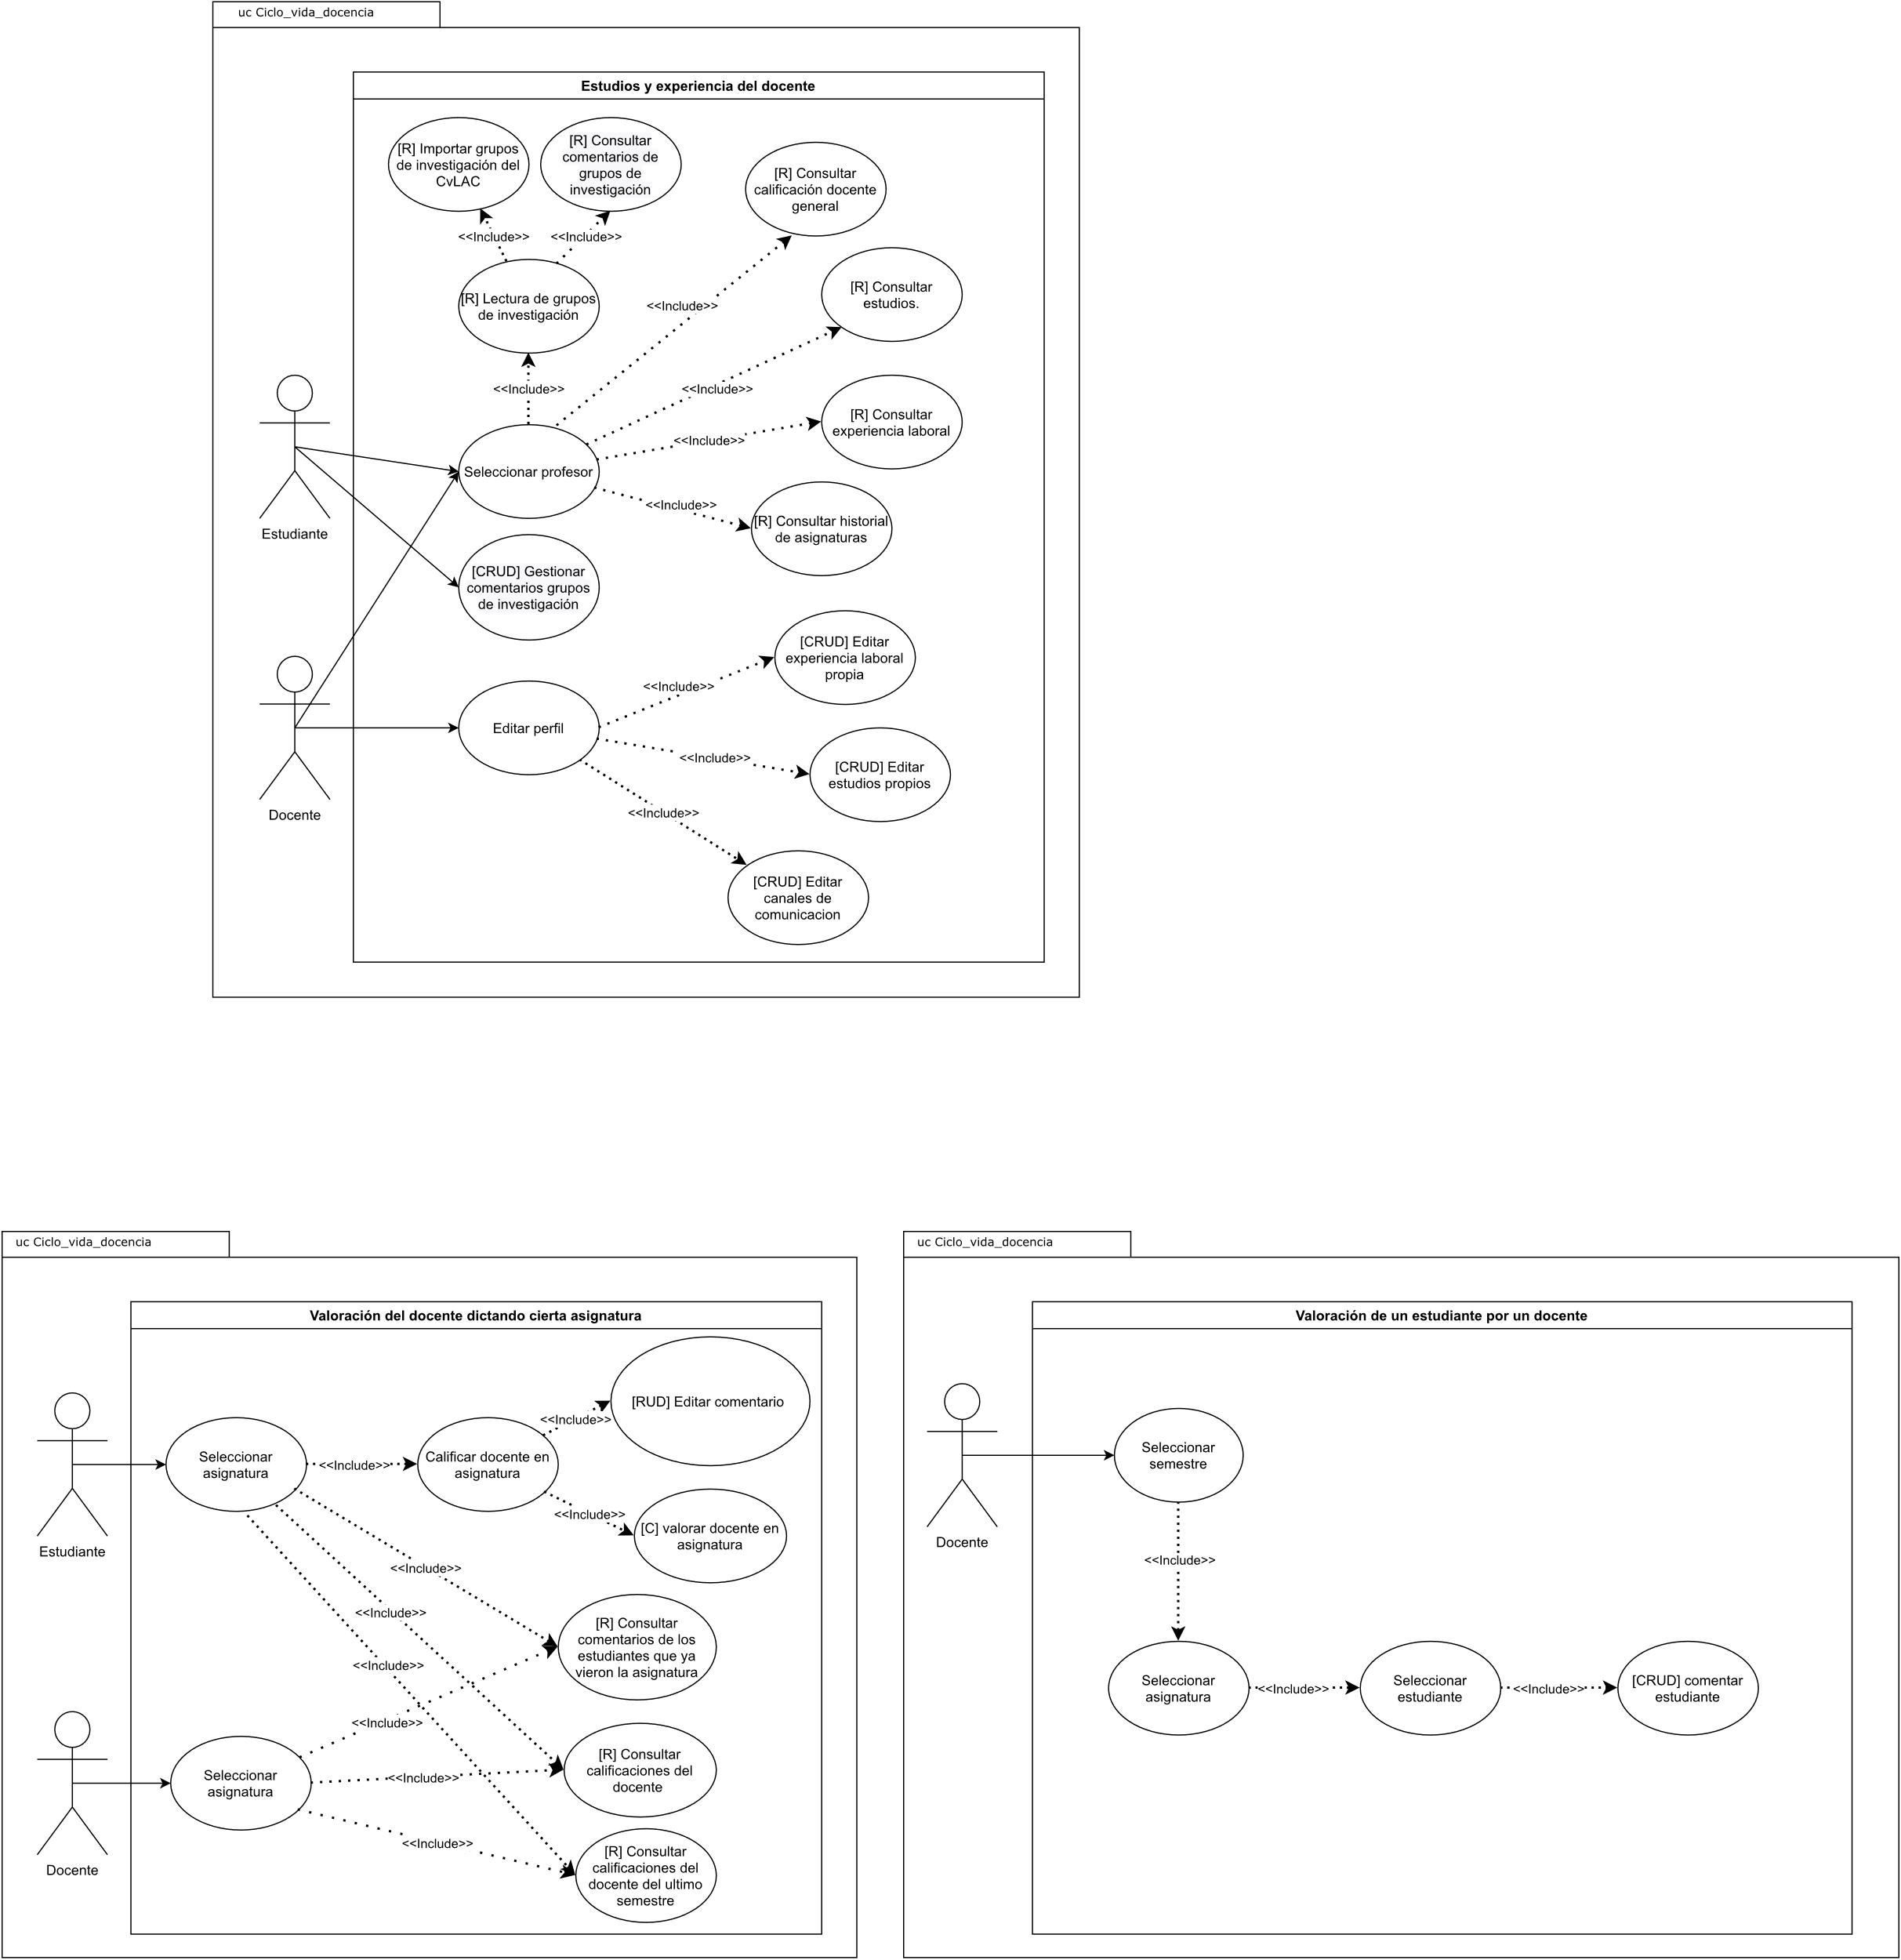 uc Ciclo_vida_docencia
Estudios y experiencia del docente
[R] Importar grupos
de investigación del
CvLAC
[R] Consultar
comentarios de
grupos de
investigación
[R] Consultar
calificación docente
general
<<Include>>
<<Include>>
[R] Consultar
estudios.
[R] Lectura de grupos
de investigación
<<Include>>
<<Include>>
<<Include>>
[R] Consultar
experiencia laboral
<<Include>>
Seleccionar profesor
<<Include>>
[R] Consultar historial
de asignaturas
Estudiante
[CRUD] Gestionar
comentarios grupos
de investigación
[CRUD] Editar
experiencia laboral
propia
<<Include>>
Editar perfil
<<Include>>
[CRUD] Editar
estudios propios
Docente
<<Include>>
[CRUD] Editar
canales de
comunicacion
uc Ciclo_vida_docencia
Valoración del docente dictando cierta asignatura
[RUD] Editar comentario
<<Include>>
Seleccionar
asignatura
<<Include>>
Calificar docente en
asignatura
<<Include>>
[C] valorar docente en
asignatura
Estudiante
<<Include>>
<<Include>>
[R] Consultar
comentarios de los
estudiantes que ya
vieron la asignatura
<<Include>>
<<Include>>
[R] Consultar
calificaciones del
docente
Seleccionar
asignatura
<<Include>>
<<Include>>
Docente
[R] Consultar
calificaciones del
docente del ultimo
semestre
uc Ciclo_vida_docencia
Valoración de un estudiante por un docente
Seleccionar
semestre
Docente
<<Include>>
Seleccionar
asignatura
<<Include>>
Seleccionar
estudiante
<<Include>>
[CRUD] comentar
estudiante